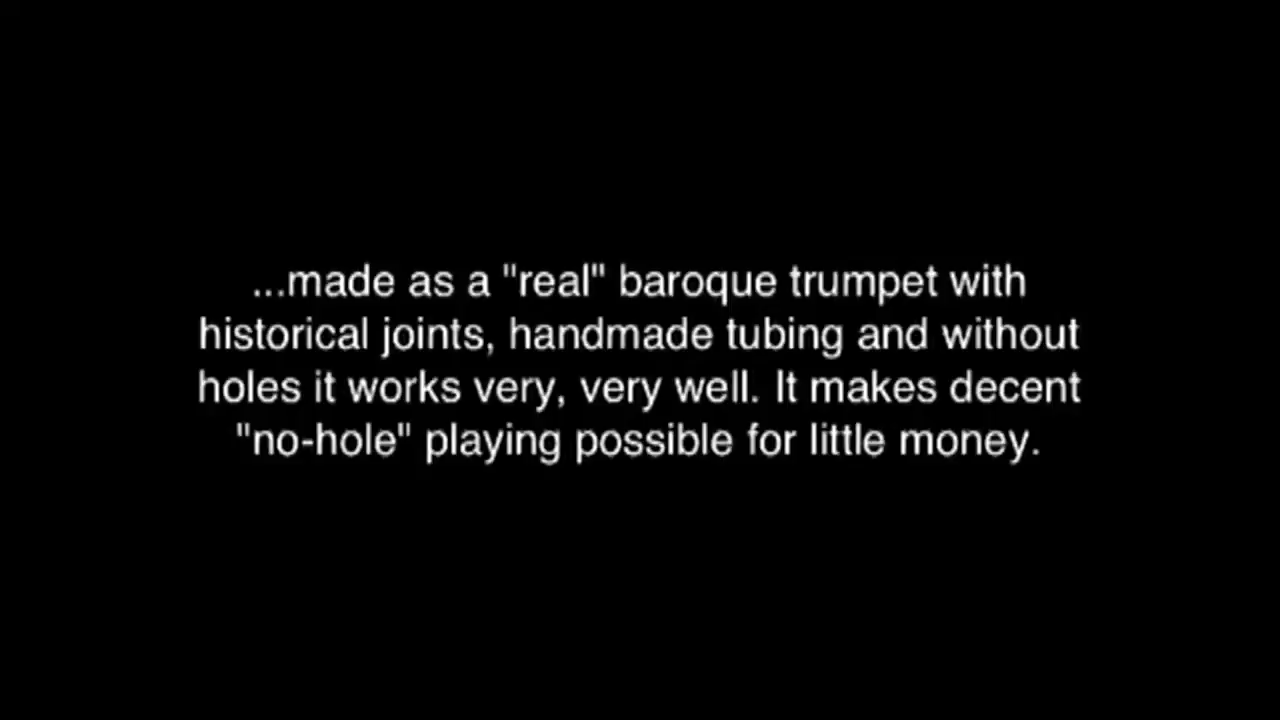 ...made as a "real" baroque trumpet with
historical joints, handmade tubing and without
holes it works very, very well. It makes decent
"no-hole" playing possible for little money.